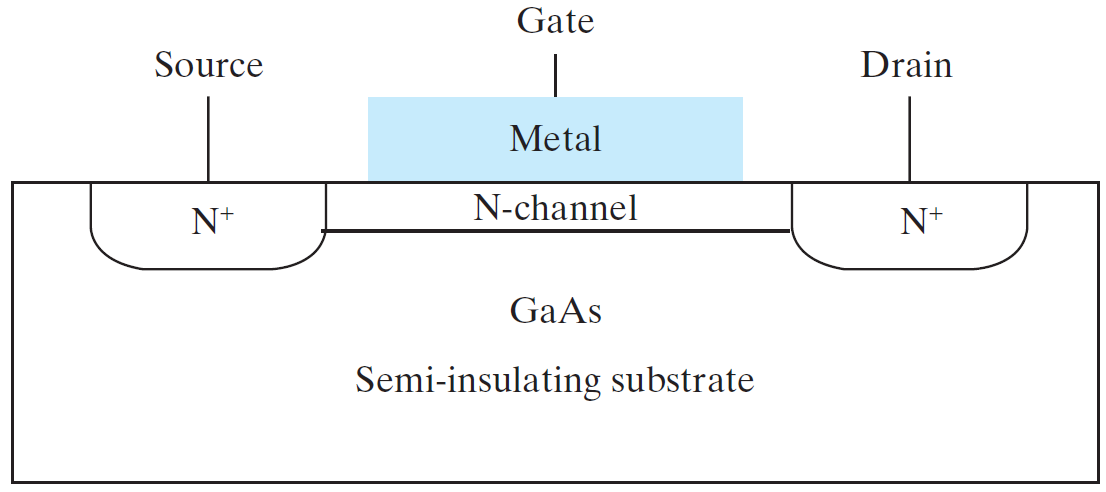 Gate
Source
Drain
Metal
N-channel
N+
N+
GaAs
Semi-insulating substrate